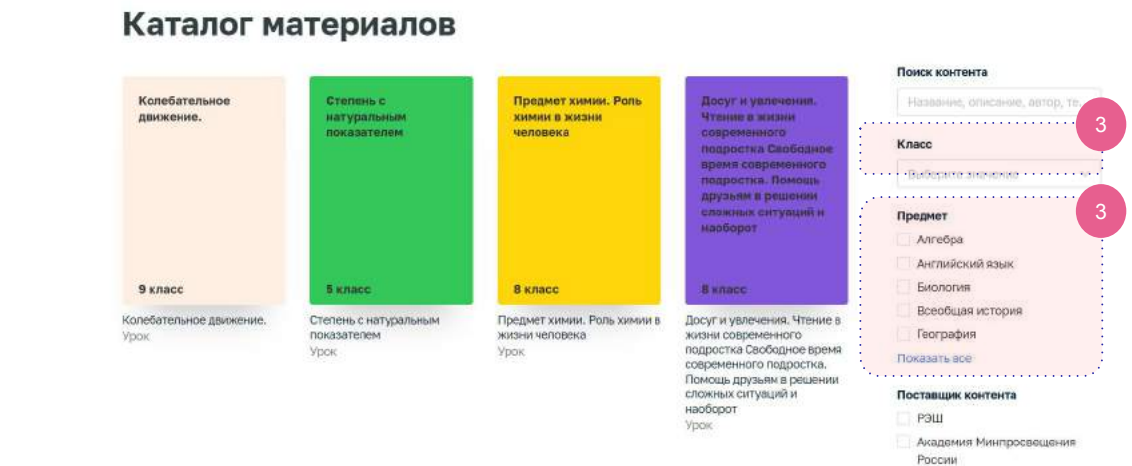 Каталог материалов
Колебательное
движение.
9 класс
Колебательное движение.
Урок
Степень с
натуральным
показателем
5 класс
Степень с натуральным
показателем
Урок
Предмет химии. Роль
химии в жизни
человека
8 класс
Предмет химии. Роль химии в
жизни человека
Урок
Досуг и увлечения.
Чтение в жизни
современного
подростка Свободное
время современного
подростка. Помощь
друзьям в решении
сложных ситуаций и
наоборот
8 класс
Досуг и увлечения. Чтение в
жизни современного
подростка Свободное время
современного подростка.
Помощь друзьям в решении
сложных ситуаций и
наоборот
Урок
Поиск контента
Название, описание, автор, те..
3
Класс
Выберите значение
3
Предмет
Алгебра
Английский язык
Биология
Всеобщая история
География
Показать все
Поставщик контента
РЭШ
Академия Минпросвещения
России